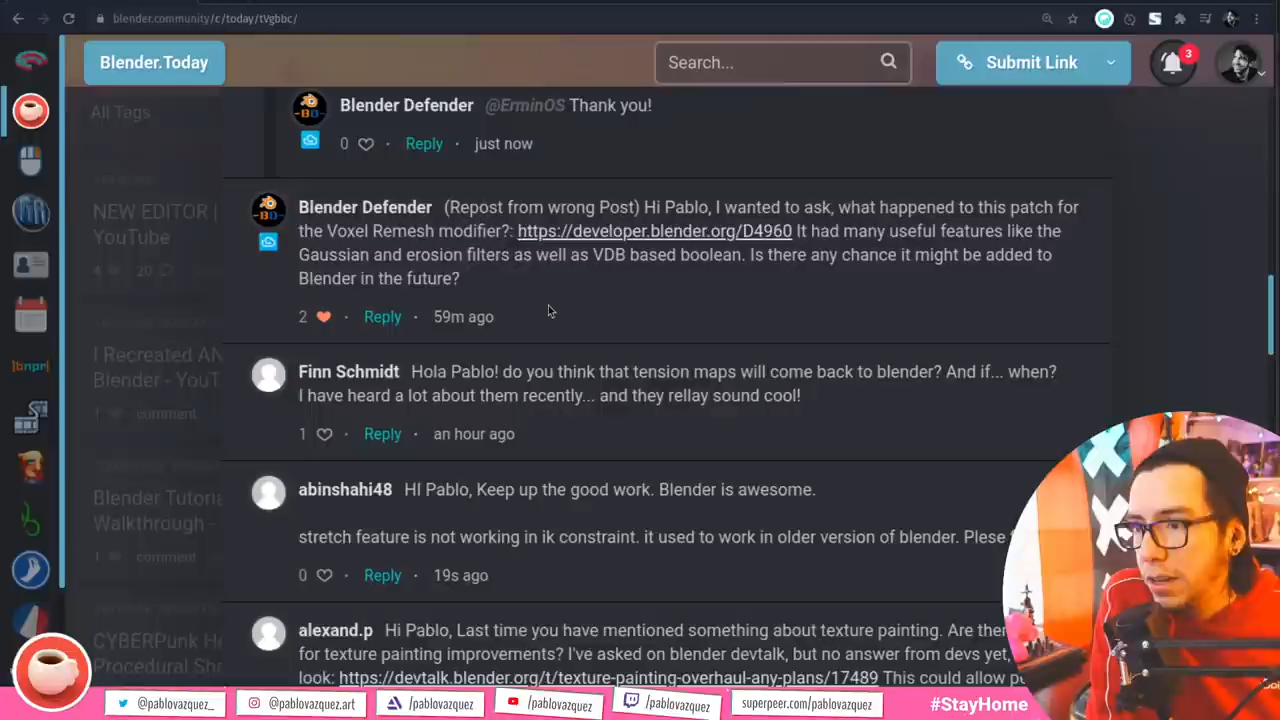 blender.community/c/today/tVgbbc/
Blender.Today
Search...
Submit Link
3
All Tags
Blender Defender @ErminOS Thank you!
0 · Reply · just now
NEW EDITOR |
YouTube
4 20
Blender Defender (Repost from wrong Post) Hi Pablo, I wanted to ask, what happened to this patch for
the Voxel Remesh modifier?: https://developer.blender.org/D4960 It had many useful features like the
Gaussian and erosion filters as well as VDB based boolean. Is there any chance it might be added to
Blender in the future?
2 · Reply · 59m ago
I Recreated AN
Blender - YouT
1 comment
|bnpr|
Finn Schmidt Hola Pablo! do you think that tension maps will come back to blender? And if... when?
I have heard a lot about them recently... and they rellay sound cool!
1 · Reply · an hour ago
Blender Tutoria
Walkthrough -
1 comment
abinshahi48 HI Pablo, Keep up the good work. Blender is awesome.
stretch feature is not working in ik constraint. it used to work in older version of blender. Plese
0 · Reply · 19s ago
CYBERPunk He
Procedural Sha
alexand.p Hi Pablo, Last time you have mentioned something about texture painting. Are ther
for texture painting improvements? I've asked on blender devtalk, but no answer from devs yet,
look: https://devtalk.blender.org/t/texture-painting-overhaul-any-plans/17489 This could allow
@pablovazquez_
@pablovazquez.art
/pablovazquez
/pablovazquez
/pablovazquez
superpeer.com/pablovazquez
#StayHome